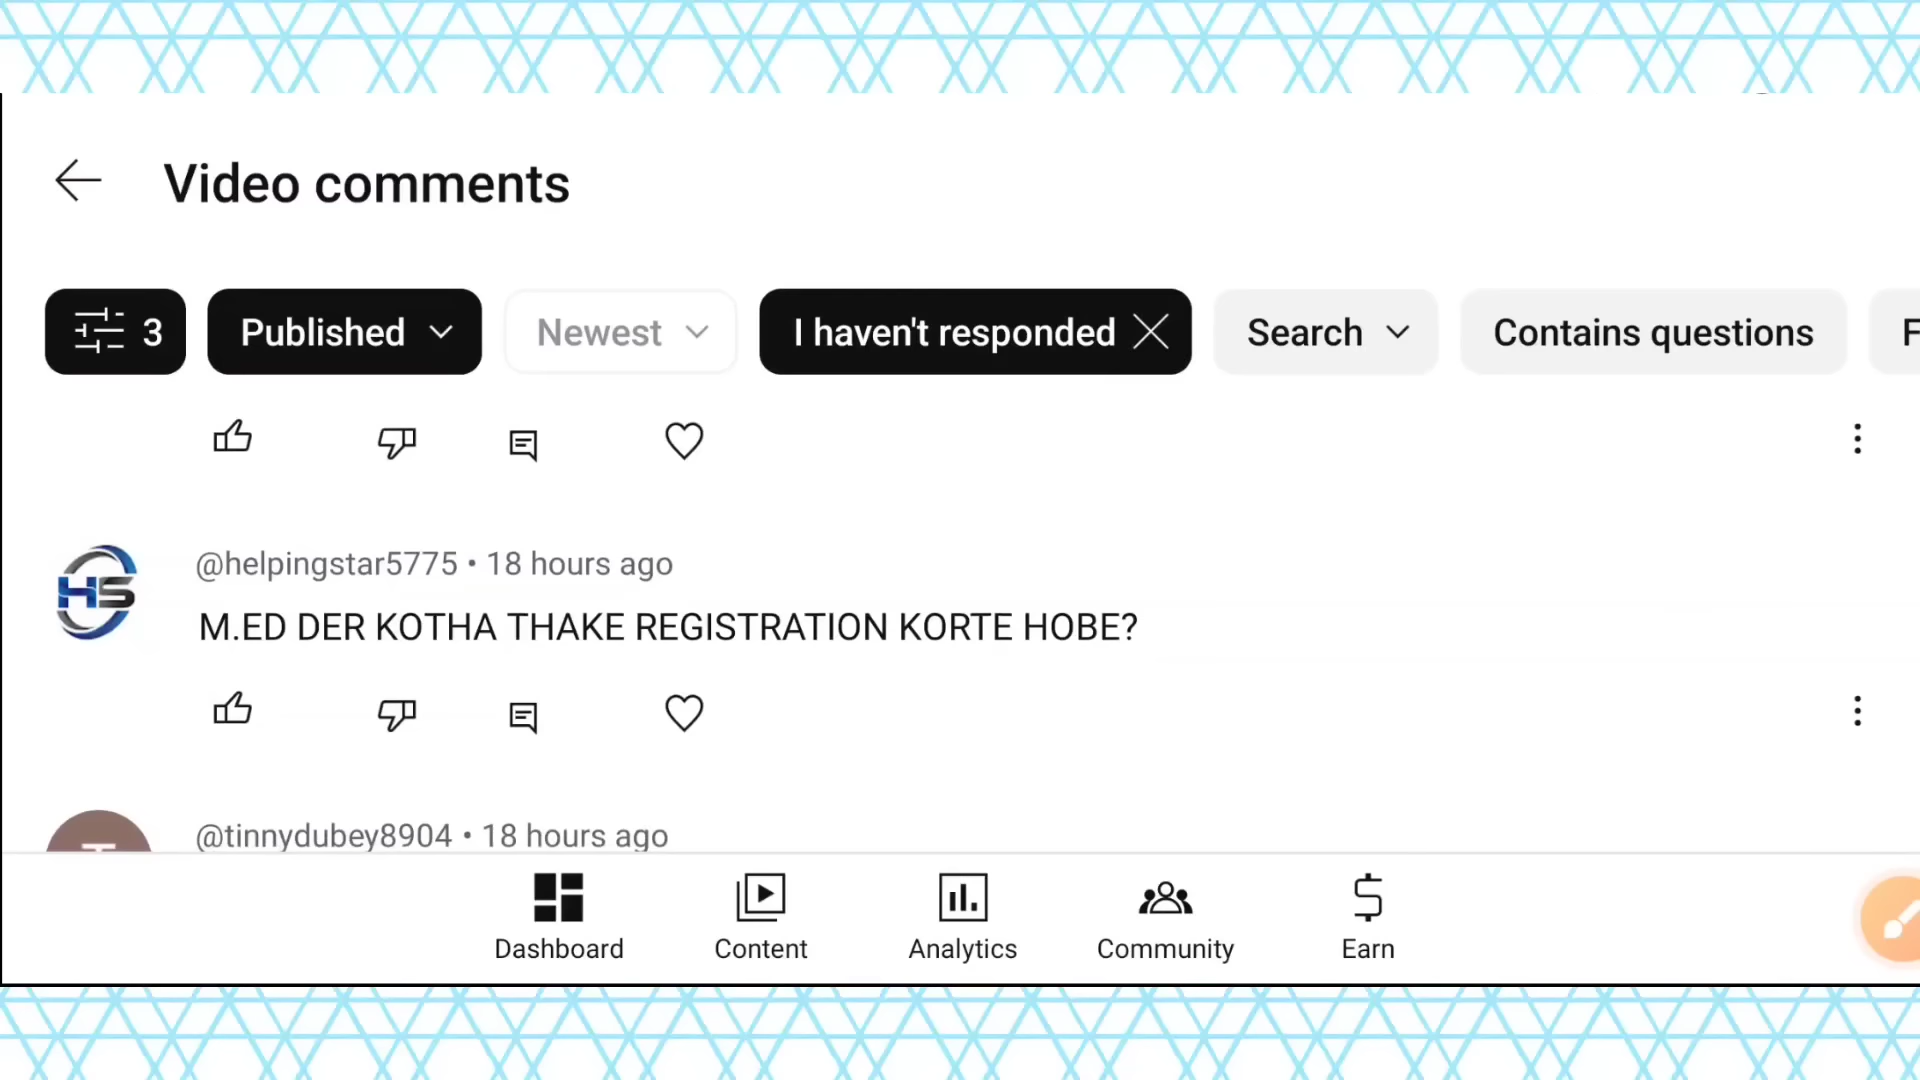 Video comments
3 Published Newest I haven't responded Search Contains questions F
@helpingstar5775 • 18 hours ago
HS
M.ED DER KOTHA THAKE REGISTRATION KORTE HOBE?
@tinnydubey8904 • 18 hours ago
Dashboard Content Analytics Community Earn